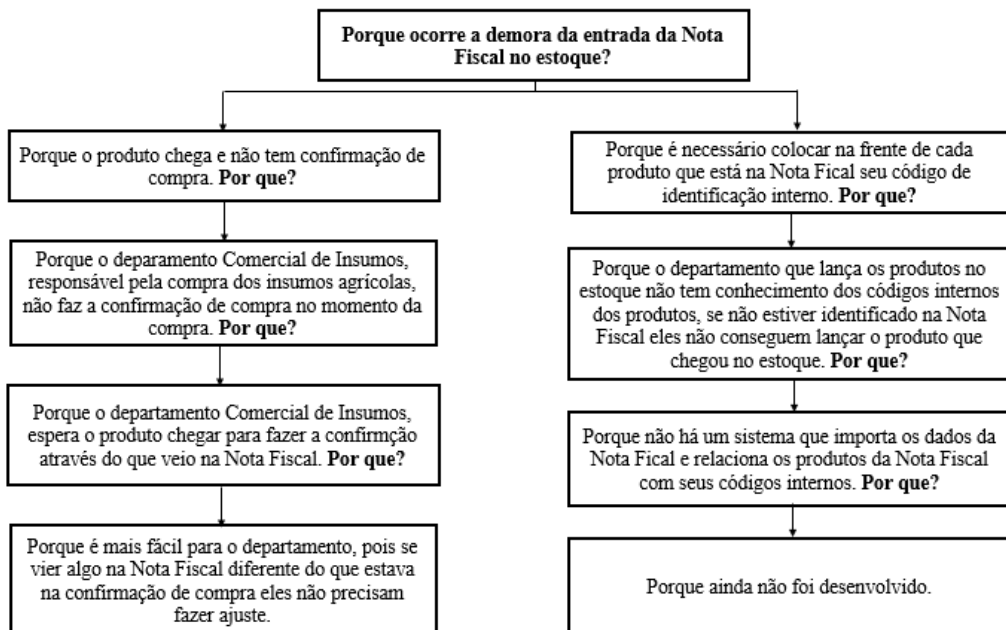 Porque ocorre a demora da entrada da Nota
Fiscal no estoque?
Porque o produto chega e não tem confirmação de
compra. Por que?
Porque o deparamento Comercial de Insumos,
responsável pela compra dos insumos agrícolas,
não faz a confirmação de compra no momento da
compra. Por que?
Porque o departamento Comercial de Insumos,
espera o produto chegar para fazer a confirmção
através do que veio na Nota Fiscal. Por que?
Porque é mais fácil para o departamento, pois se
vier algo na Nota Fiscal diferente do que estava
na confirmação de compra eles não precisam
fazer ajuste.
Porque é necessário colocar na frente de cada
produto que está na Nota Fical seu código de
identificação interno. Por que?
Porque o departamento que lança os produtos no
estoque não tem conhecimento dos códigos internos
dos produtos, se não estiver identificado na Nota
Fiscal eles não conseguem lançar o produto que
chegou no estoque. Por que?
Porque não há um sistema que importa os dados da
Nota Fical e relaciona os produtos da Nota Fiscal
com seus códigos internos. Por que?
Porque ainda não foi desenvolvido.